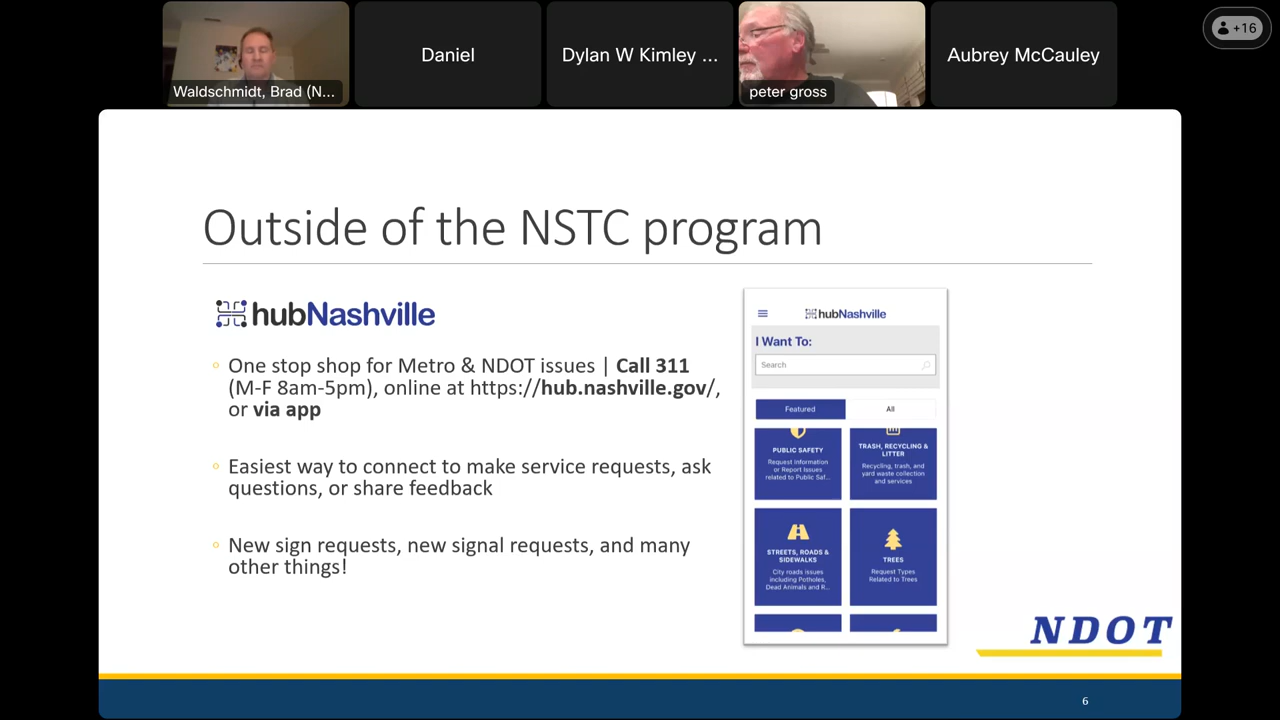 Waldschmidt, Brad (N...
Daniel
Dylan W Kimley ...
peter gross
Aubrey McCauley
+16
Outside of the NSTC program
hubNashville
One stop shop for Metro & NDOT issues | Call 311
(M-F 8am-5pm), online at https://hub.nashville.gov/,
or via app
Easiest way to connect to make service requests, ask
questions, or share feedback
New sign requests, new signal requests, and many
other things!
hubNashville
I Want To:
Search
Featured
All
PUBLIC SAFETY
Request information
or Report Issues
related to Public Saf...
TRASH, RECYCLING &
LITTER
Recycling, trash, and
yard waste collection
and services
STREETS, ROADS &
SIDEWALKS
City roads issues
including Potholes,
Dead Animals and R...
TREES
Request Types
Related to Trees
NDOT
6